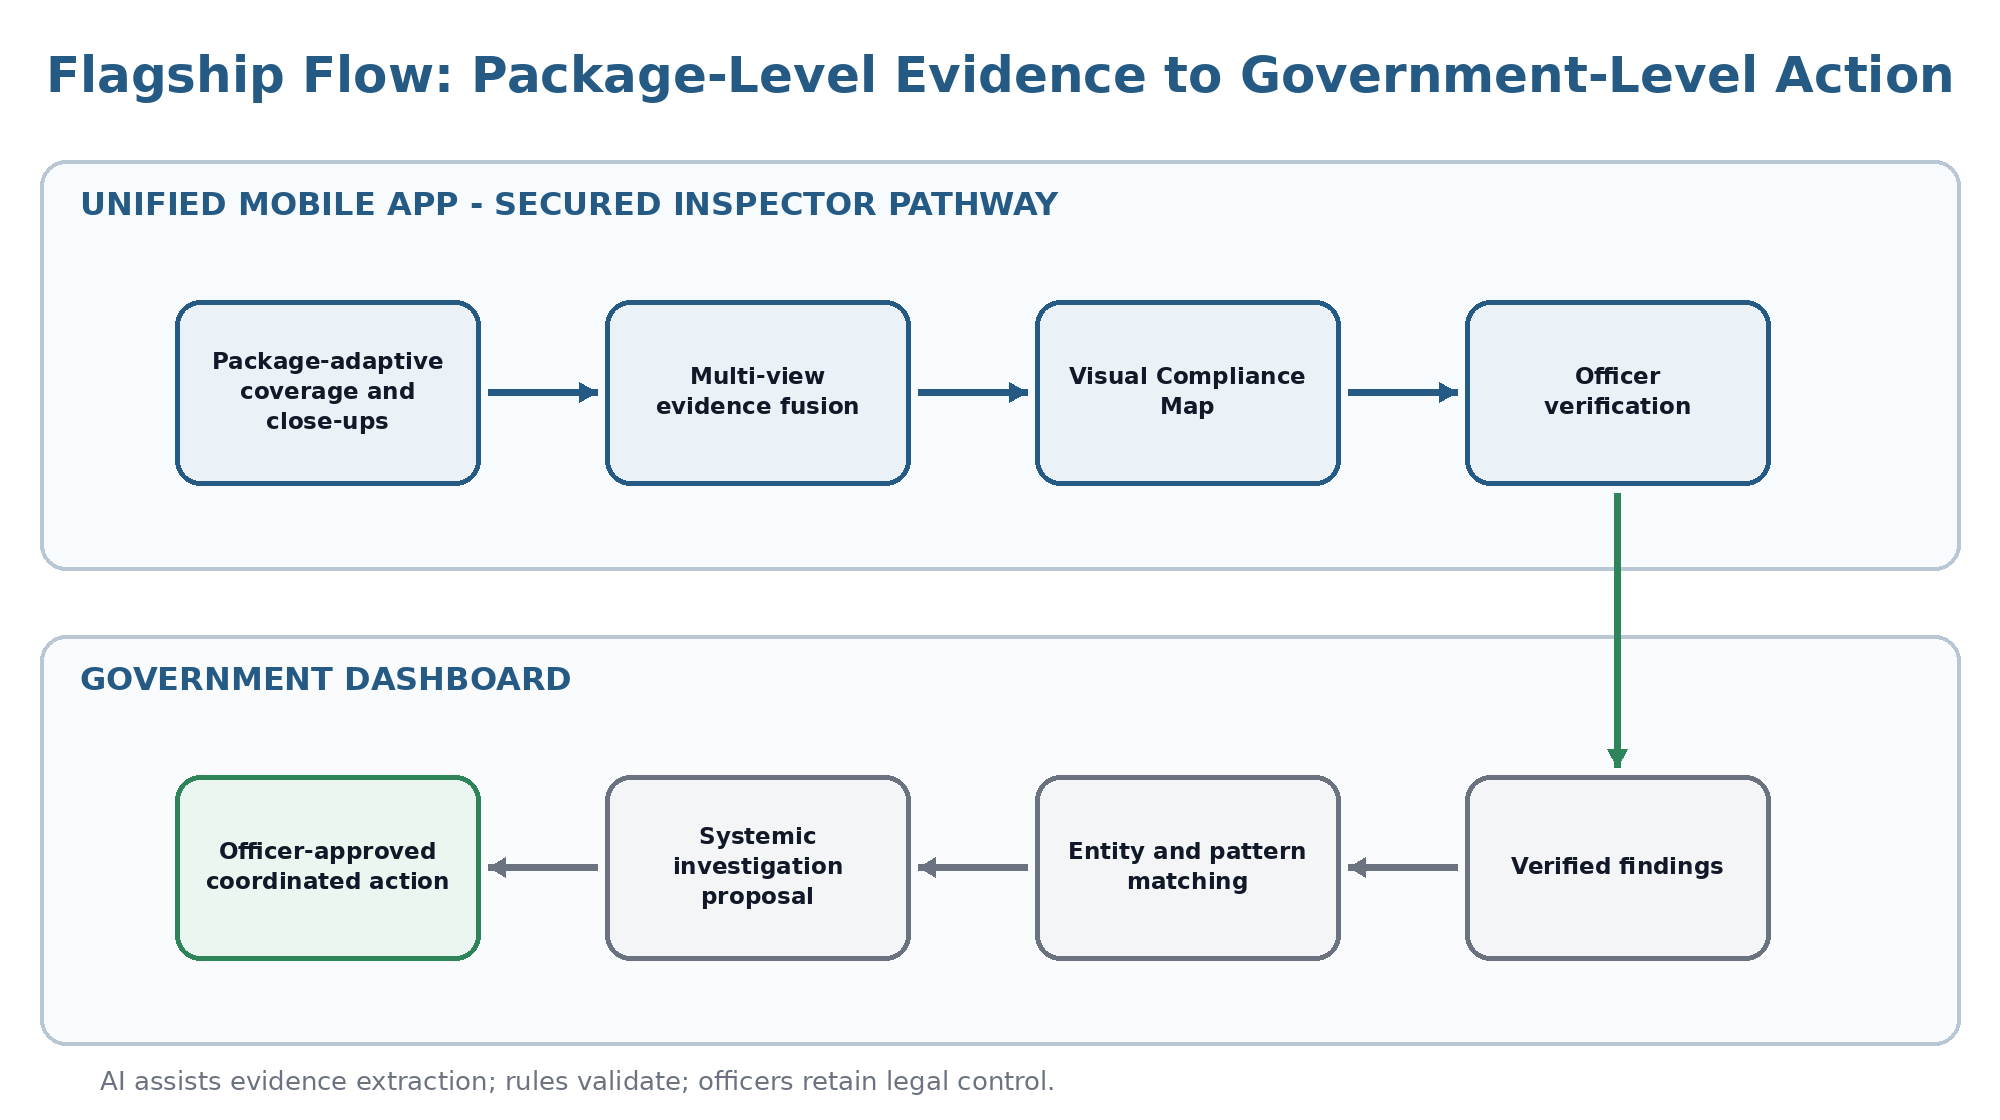 Flagship Flow: Package-Level Evidence to Government-Level Action
UNIFIED MOBILE APP - SECURED INSPECTOR PATHWAY
Package-adaptive
coverage and
close-ups
Multi-view
evidence fusion
Visual Compliance
Map
Officer
verification
GOVERNMENT DASHBOARD
Officer-approved
coordinated action
Systemic
investigation
proposal
Entity and pattern
matching
Verified findings
AI assists evidence extraction; rules validate; officers retain legal control.